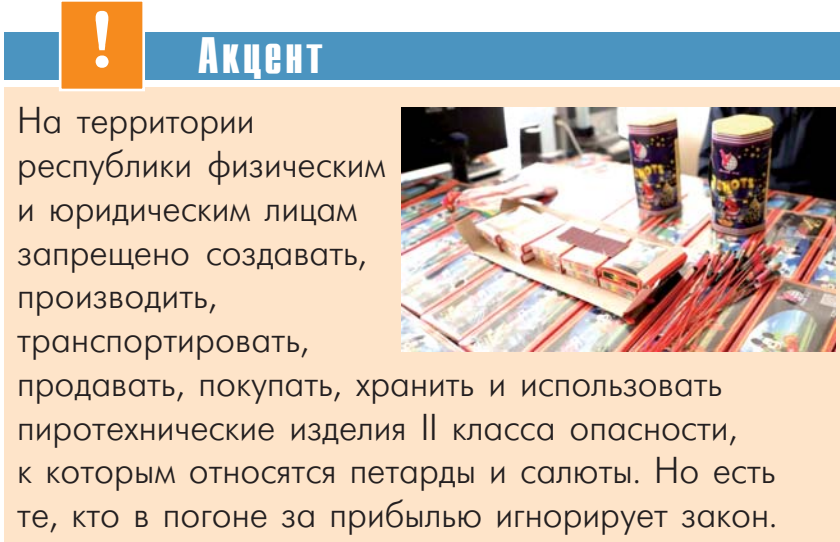 !
Акцент
На территории
республики физическим
и юридическим лицам
запрещено создавать,
производить,
транспортировать,
продавать, покупать, хранить и использовать
пиротехнические изделия II класса опасности,
к которым относятся петарды и салюты. Но есть
те, кто в погоне за прибылью игнорирует закон.